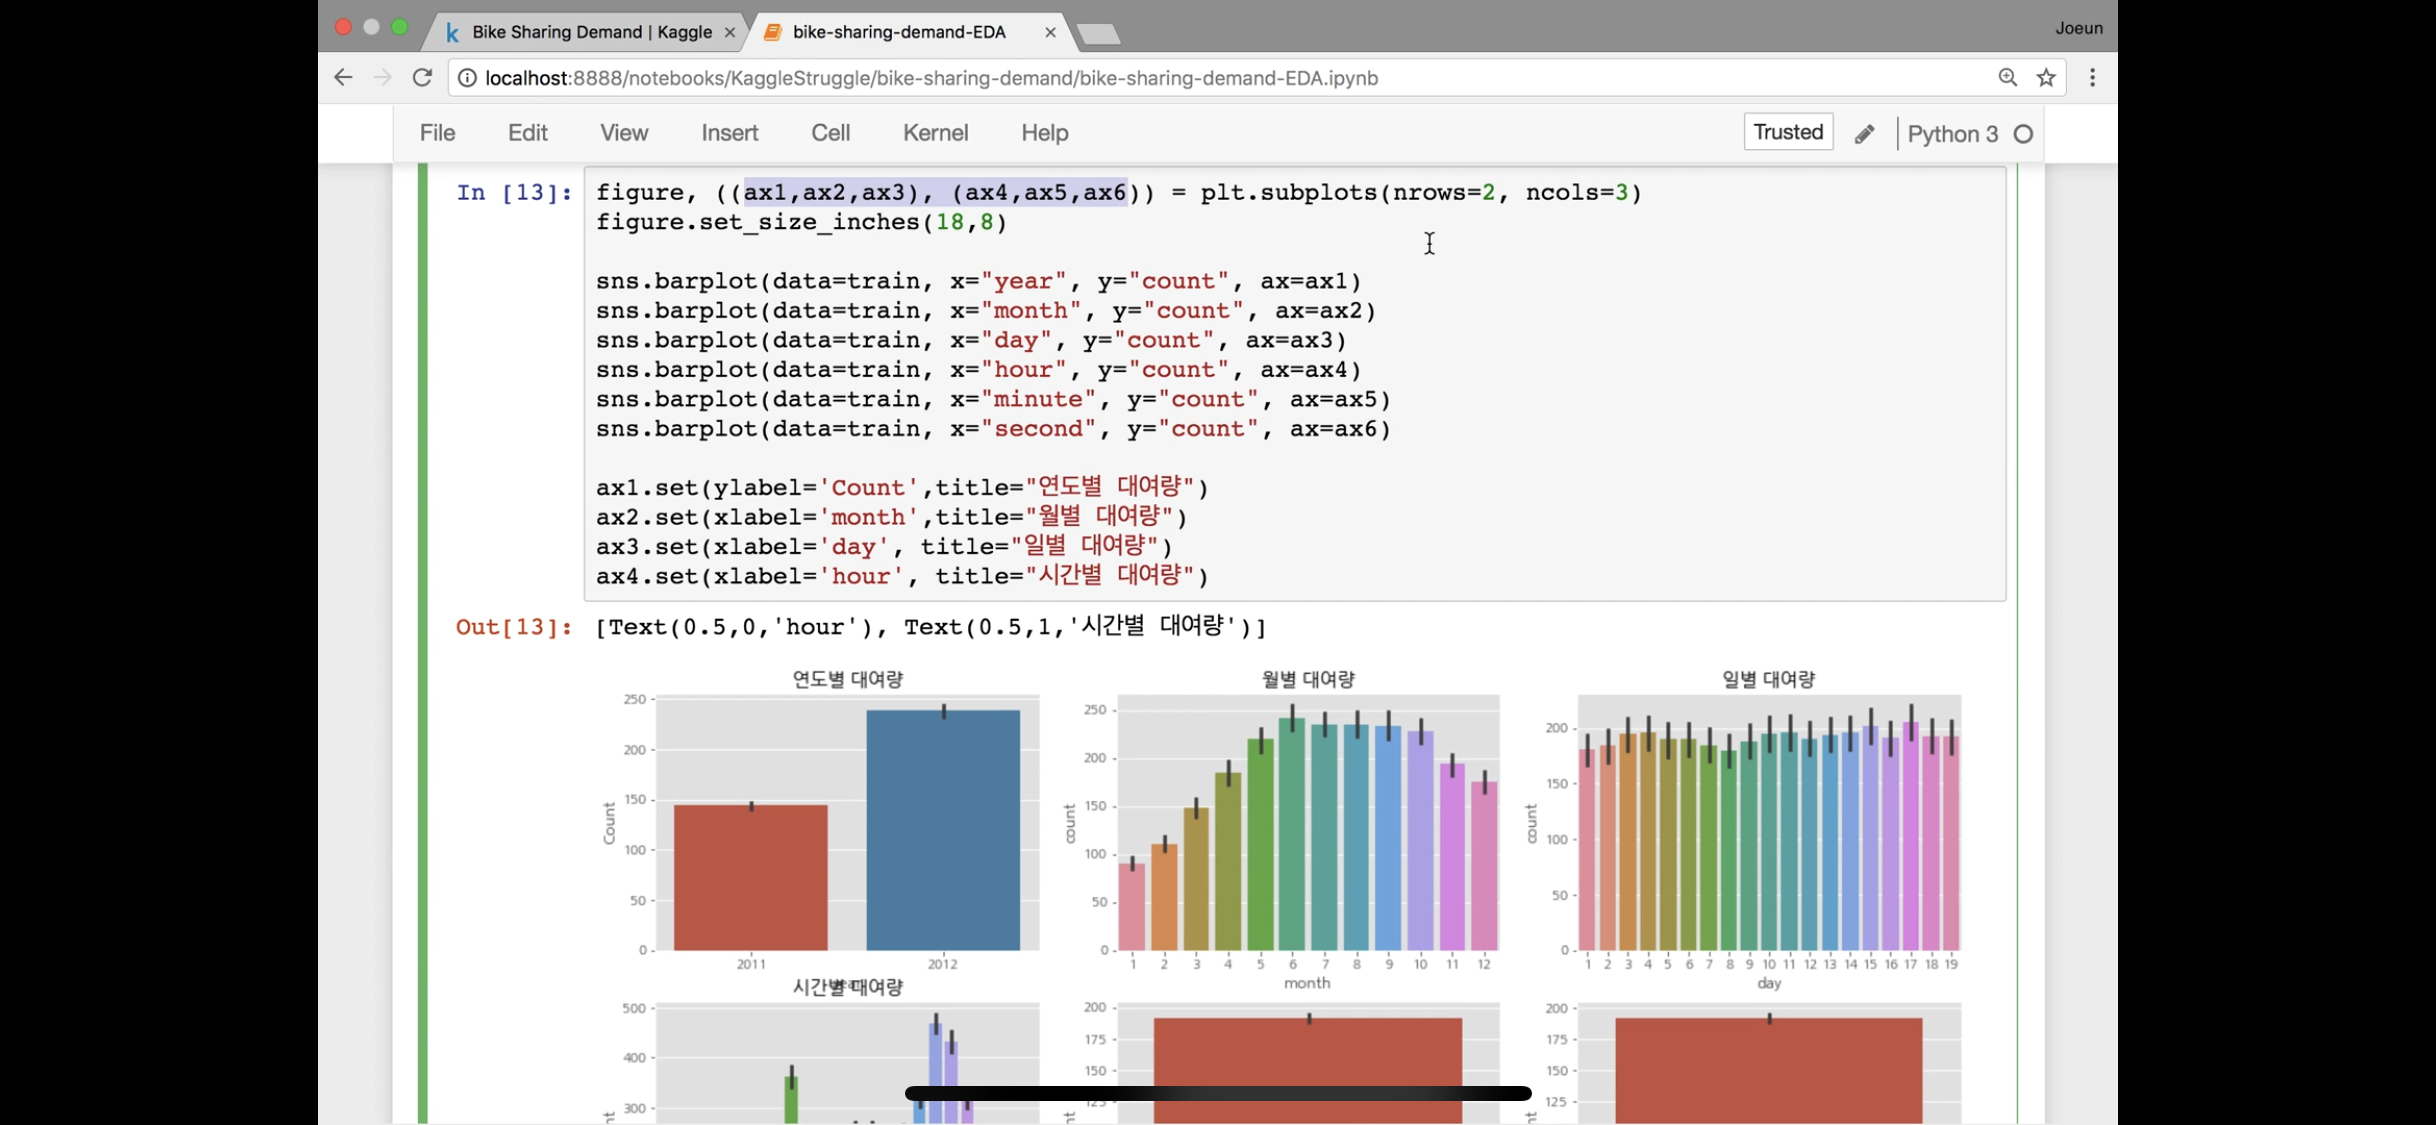 Bike Sharing Demand | Kaggle
bike-sharing-demand-EDA
Joeun
localhost:8888/notebooks/KaggleStruggle/bike-sharing-demand/bike-sharing-demand-EDA.ipynb
File Edit View Insert Cell Kernel Help Trusted Python 3
In [13]: figure, ((ax1,ax2,ax3), (ax4,ax5,ax6)) = plt.subplots(nrows=2, ncols=3)
figure.set_size_inches(18,8)
sns.barplot(data=train, x="year", y="count", ax=ax1)
sns.barplot(data=train, x="month", y="count", ax=ax2)
sns.barplot(data=train, x="day", y="count", ax=ax3)
sns.barplot(data=train, x="hour", y="count", ax=ax4)
sns.barplot(data=train, x="minute", y="count", ax=ax5)
sns.barplot(data=train, x="second", y="count", ax=ax6)
ax1.set(ylabel='Count',title="연도별 대여량")
ax2.set(xlabel='month',title="월별 대여량")
ax3.set(xlabel='day', title="일별 대여량")
ax4.set(xlabel='hour', title="시간별 대여량")
Out[13]: [Text(0.5,0,'hour'), Text(0.5,1,'시간별 대여량')]
연도별 대여량
250
200
150
100
50
0
Count
2011 2012
월별 대여량
250
200
150
100
50
0
count
1 2 3 4 5 6 7 8 9 10 11 12
month
일별 대여량
200
150
100
50
0
count
1 2 3 4 5 6 7 8 9 10 11 12 13 14 15 16 17 18 19
day
시간별 대여량
500
400
300
200
175
150
125
200
175
150
125